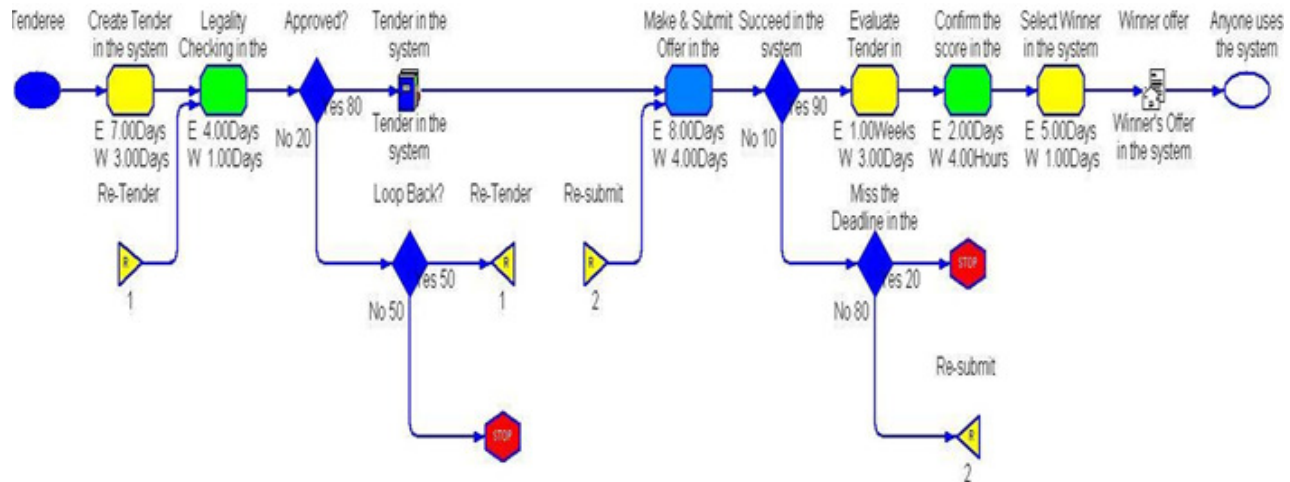 Tenderee
Create Tender
in the system
Legality
Checking in the
Approved?
Tender in the
system
Make & Submit
Offer in the
Succeed in the
system
Evaluate
Tender in
Confirm the
score in the
Select Winner
in the system
Winner offer
Anyone uses
the system
Yes 80
No 20
Tender in the
system
Yes 90
No 10
Winner's Offer
in the system
E 7.00Days
W 3.00Days
E 4.00Days
W 1.00Days
E 8.00Days
W 4.00Days
E 1.00Weeks
W 3.00Days
E 2.00Days
W 4.00Hours
E 5.00Days
W 1.00Days
Re-Tender
Loop Back?
Re-Tender
Re-submit
Miss the
Deadline in the
R
1
Yes 50
No 50
R
1
R
2
Yes 20
No 80
STOP
Re-submit
STOP
R
2